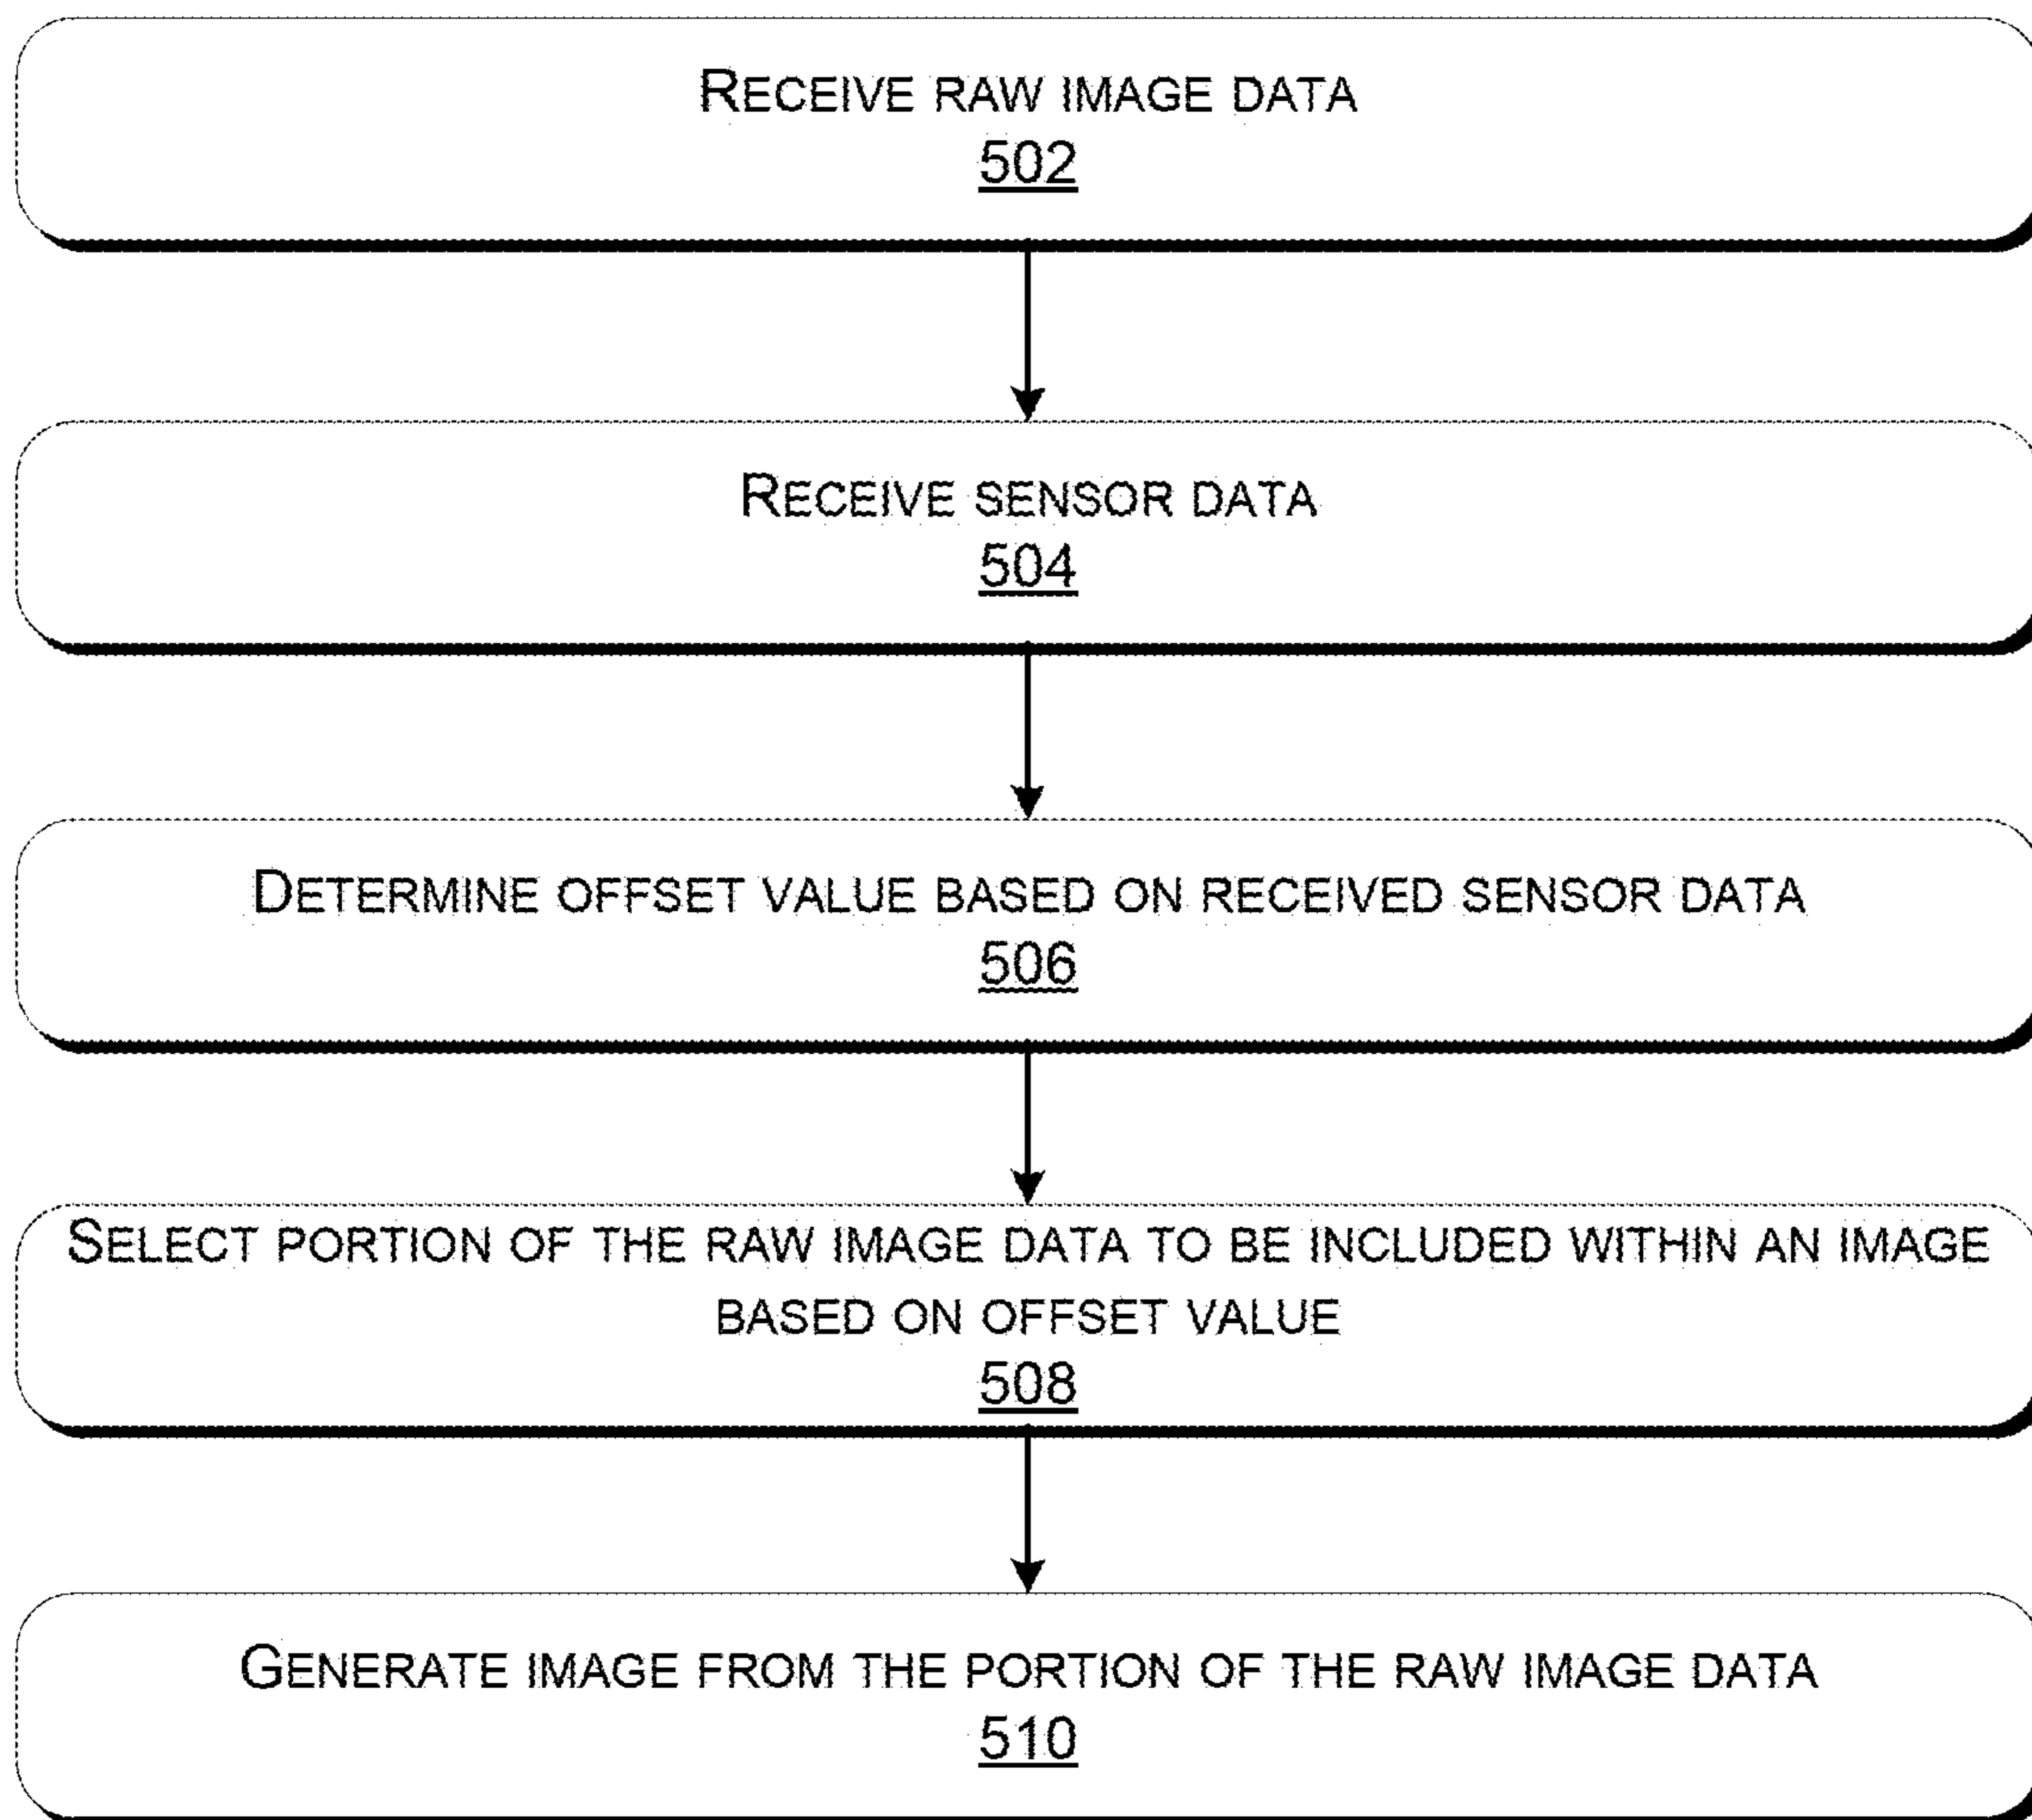 RECEIVE RAW IMAGE DATA
502
RECEIVE SENSOR DATA
504
DETERMINE OFFSET VALUE BASED ON RECEIVED SENSOR DATA
506
SELECT PORTION OF THE RAW IMAGE DATA TO BE INCLUDED WITHIN AN IMAGE
BASED ON OFFSET VALUE
508
GENERATE IMAGE FROM THE PORTION OF THE RAW IMAGE DATA
510